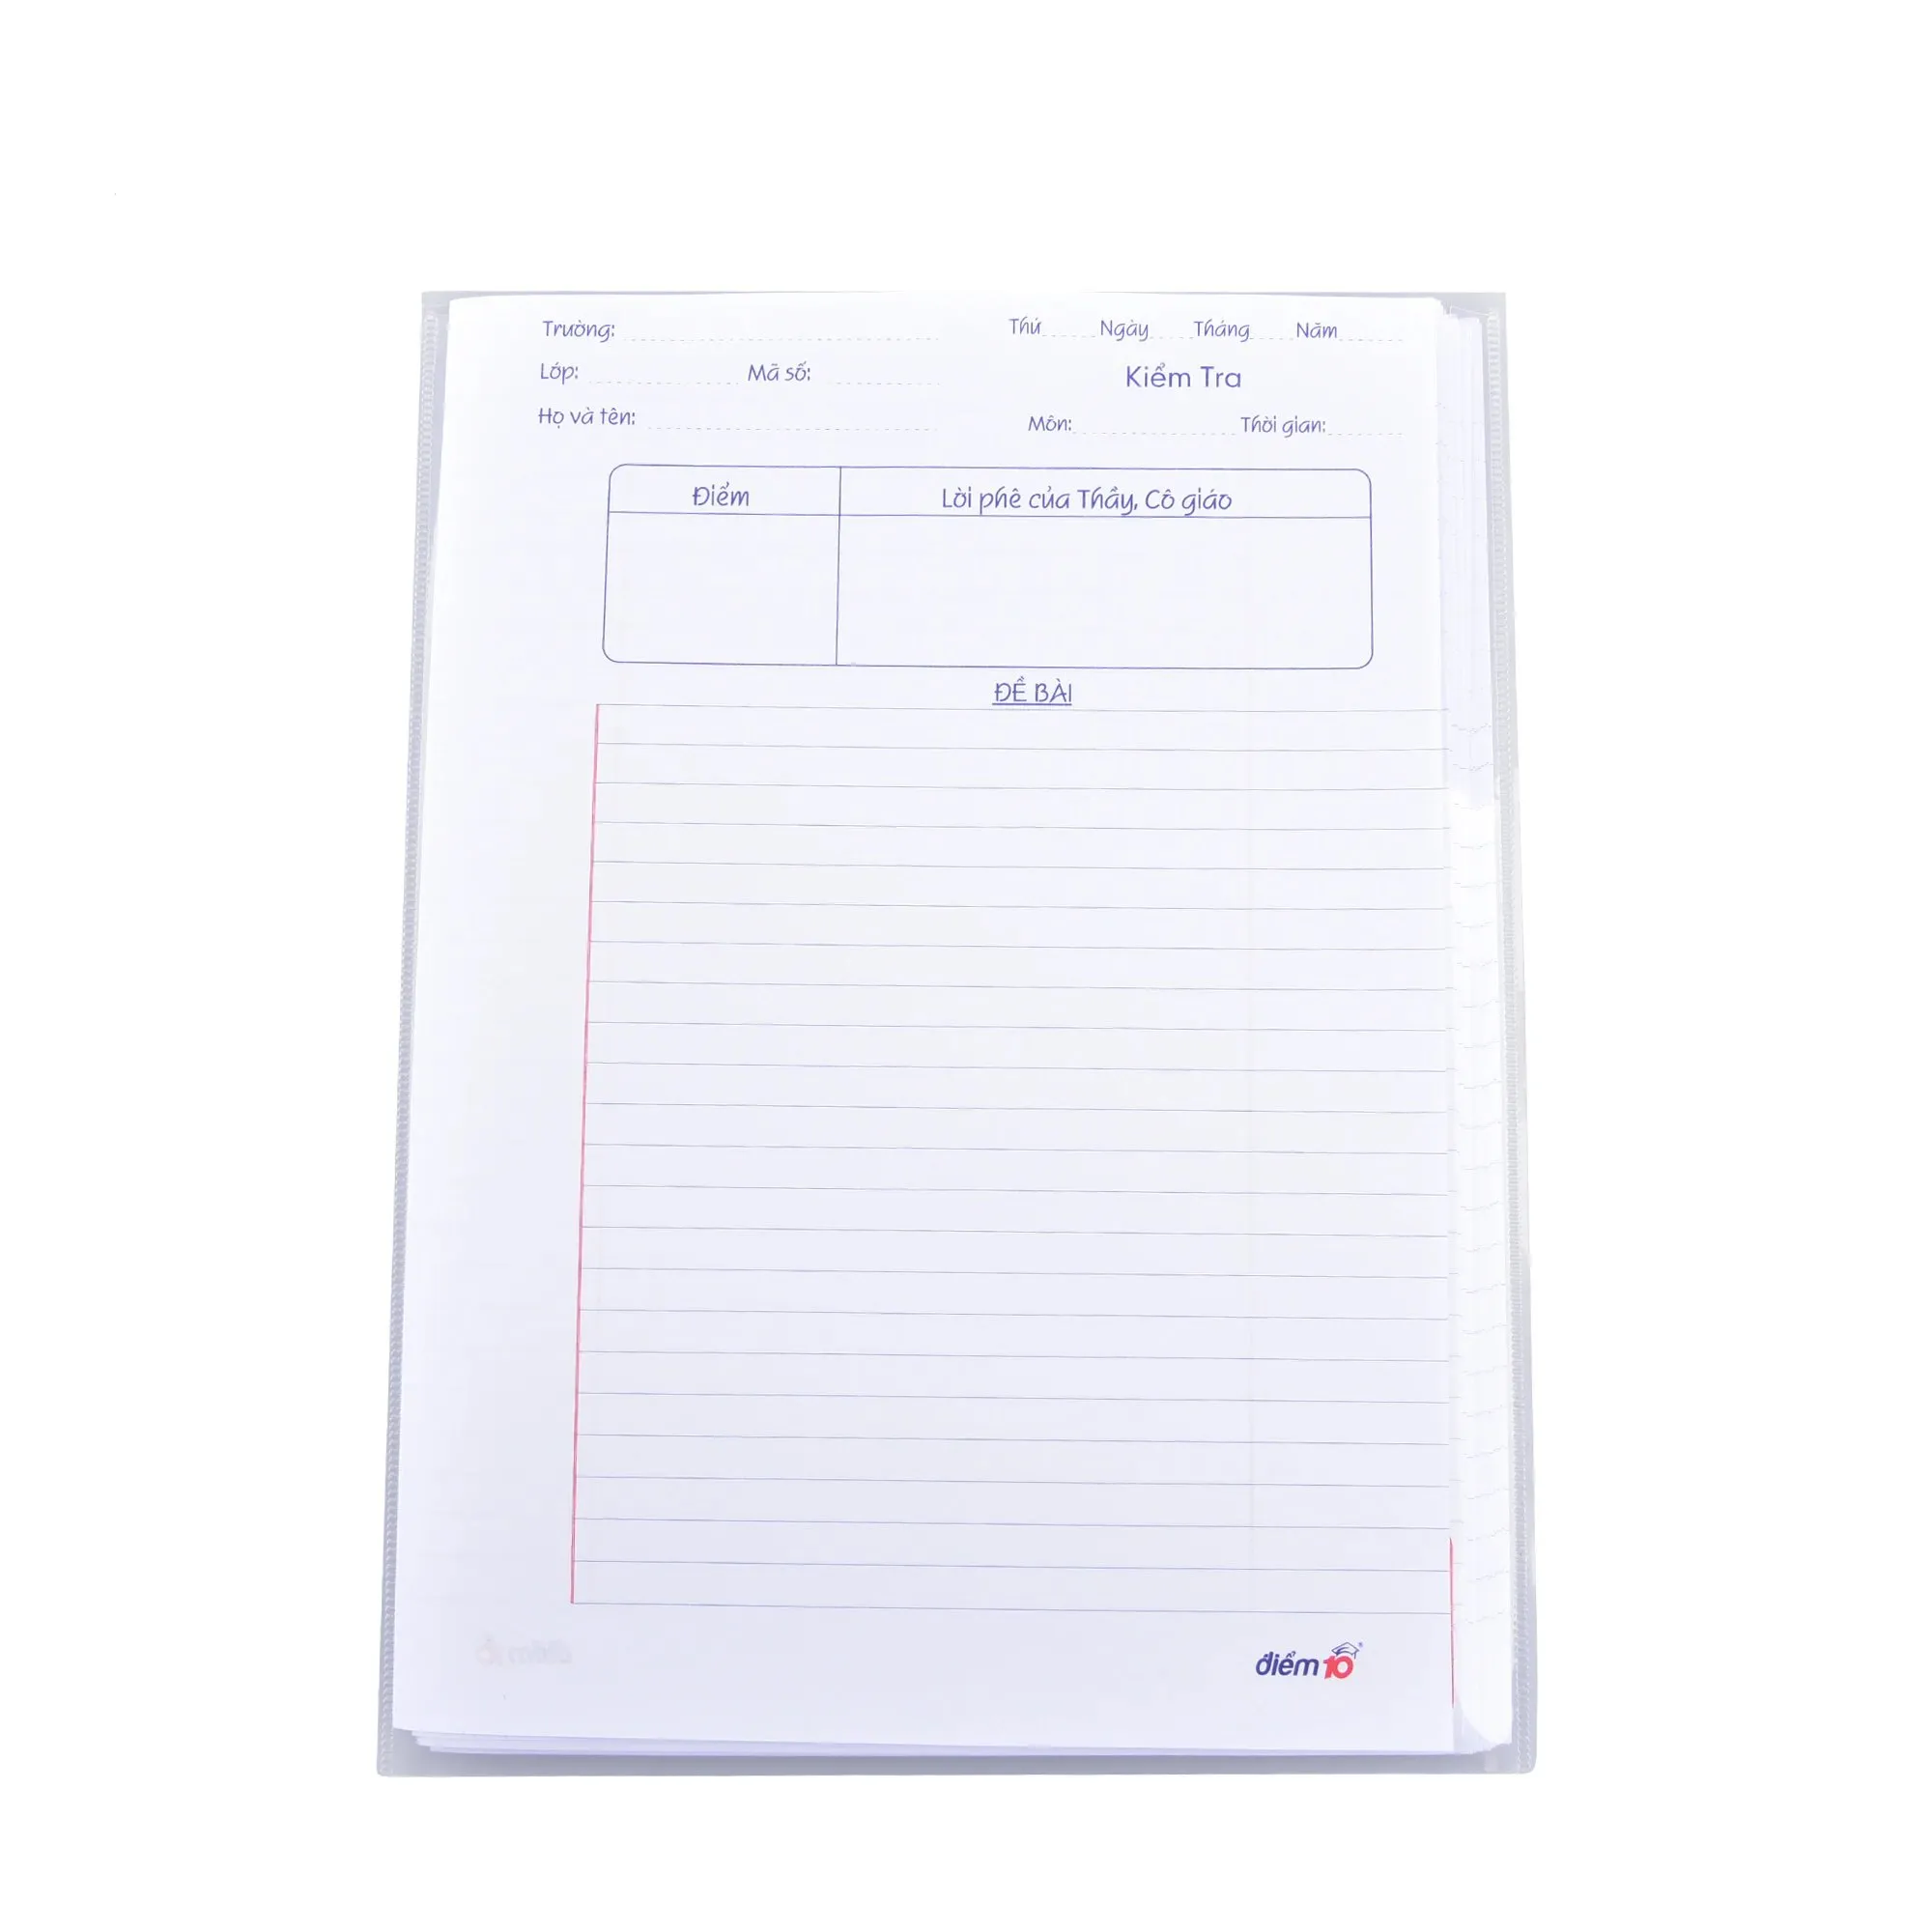 Trường:
Thứ Ngày Tháng Năm
Lớp: Mã số:
Kiểm Tra
Họ và tên:
Môn: Thời gian:
Điểm
Lời phê của Thầy, Cô giáo
ĐỀ BÀI
điểm 10